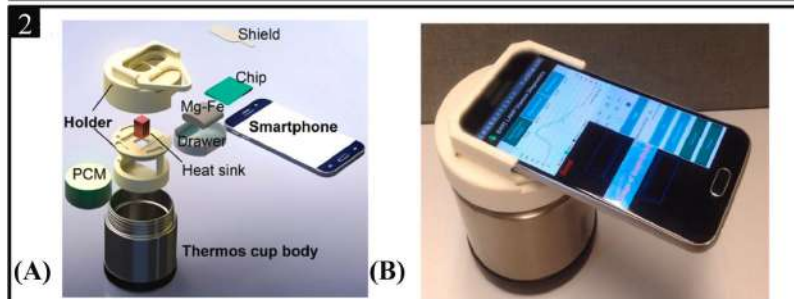 2
Shield
Chip
Mg-Fe
Holder
Smartphone
Drawer
Heat sink
PCM
Thermos cup body
(A)
(B)